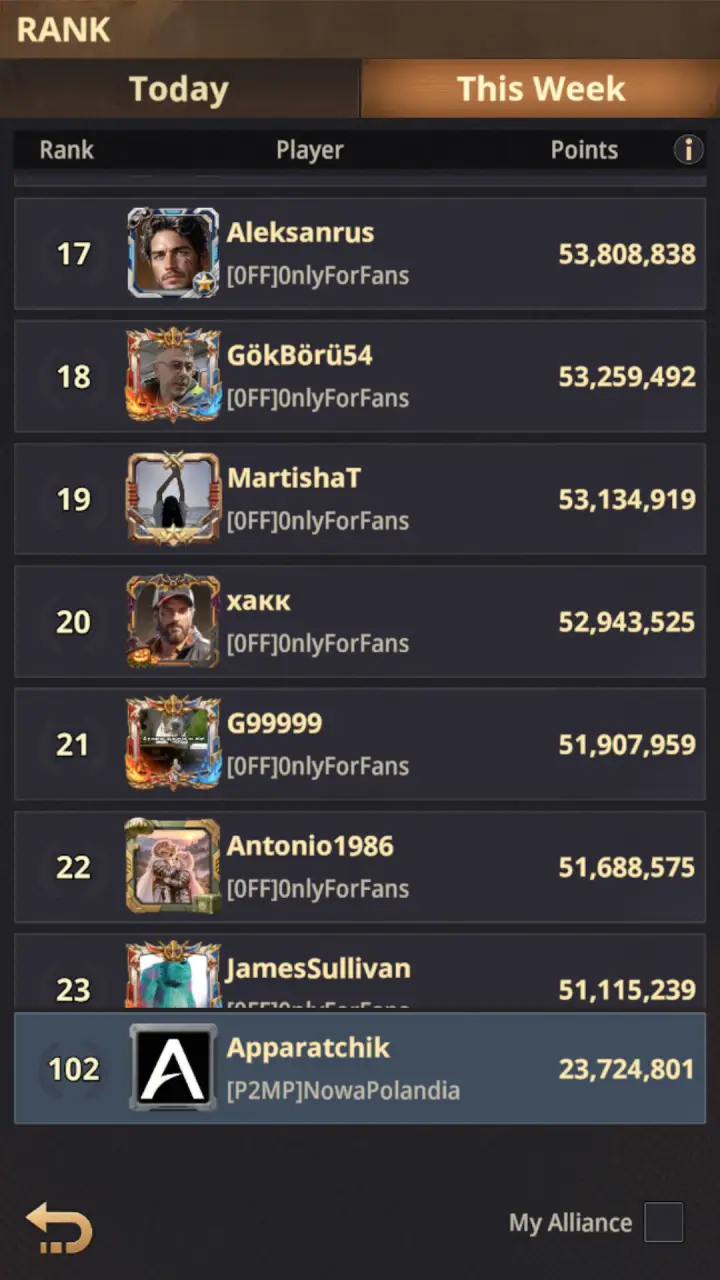 RANK
Today This Week
Rank Player Points
17 Aleksanrus 53,808,838
[0FF]0nlyForFans
18 GökBörü54 53,259,492
[0FF]0nlyForFans
19 MartishaT 53,134,919
[0FF]0nlyForFans
20 хакк 52,943,525
[0FF]0nlyForFans
21 G99999 51,907,959
[0FF]0nlyForFans
22 Antonio1986 51,688,575
[0FF]0nlyForFans
23 JamesSullivan 51,115,239
[0FF]0nlyForFans
102 Apparatchik 23,724,801
[P2MP]NowaPolandia
My Alliance